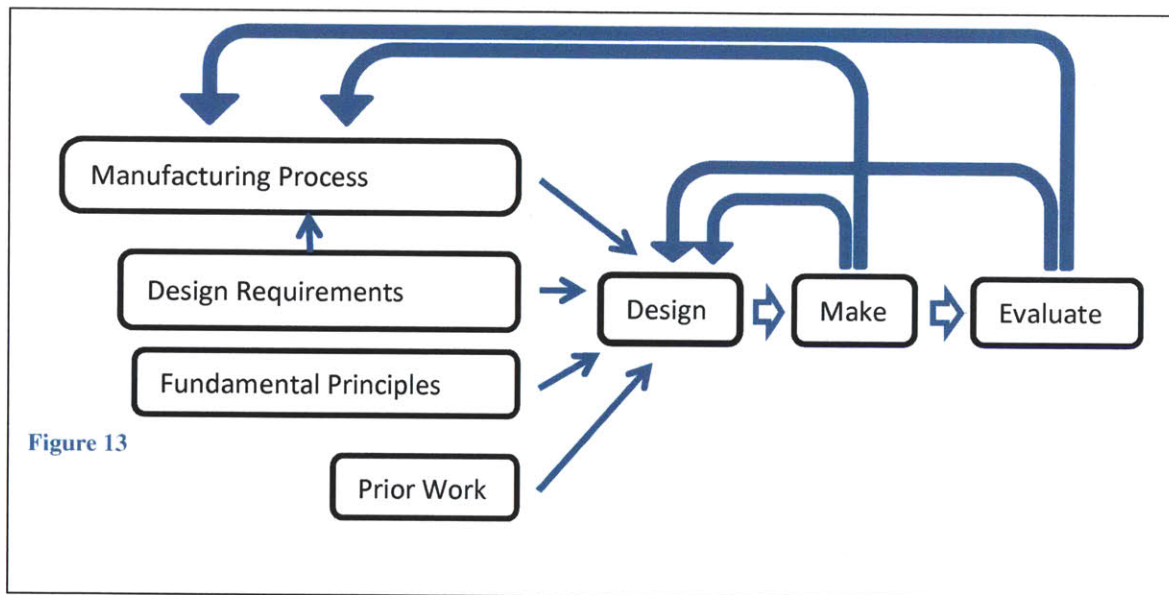 Manufacturing Process
Design Requirements
Design
Make
Evaluate
Fundamental Principles
Figure 13
Prior Work